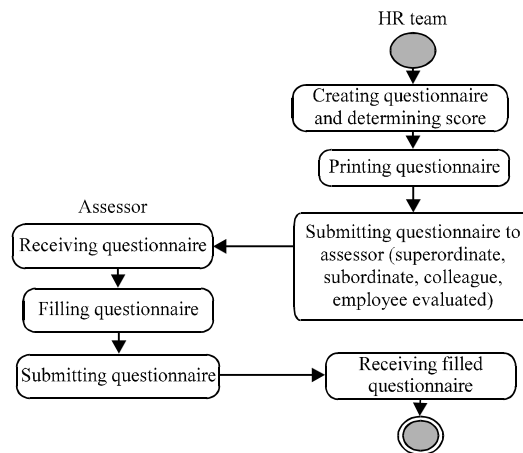 HR team
Creating questionnaire
and determining score
Printing questionnaire
Submitting questionnaire to
assessor (superordinate,
subordinate, colleague,
employee evaluated)
Assessor
Receiving questionnaire
Filling questionnaire
Submitting questionnaire
Receiving filled
questionnaire